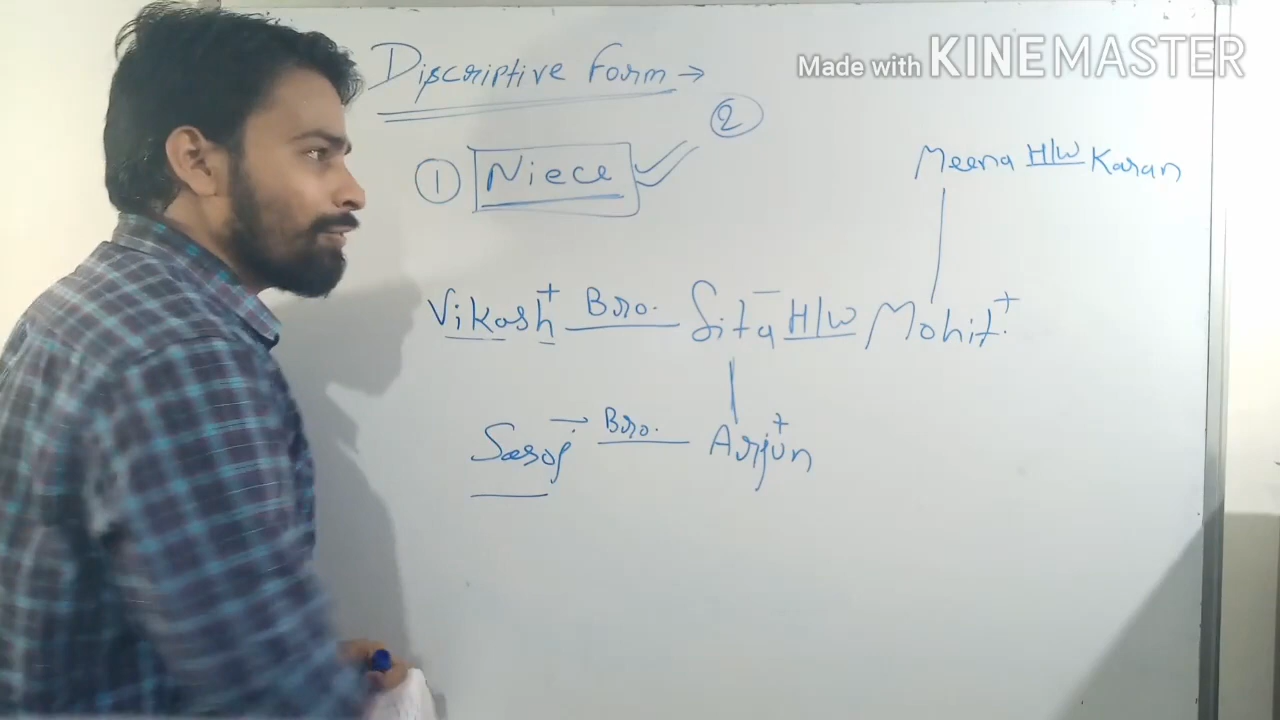 Discriptive form →
Made with KINEMASTER
②
① Niece
Meena H/W Karan
Vikash + Bro. Sita - H/W Mohit +
Saroj - Bro. Arjun +